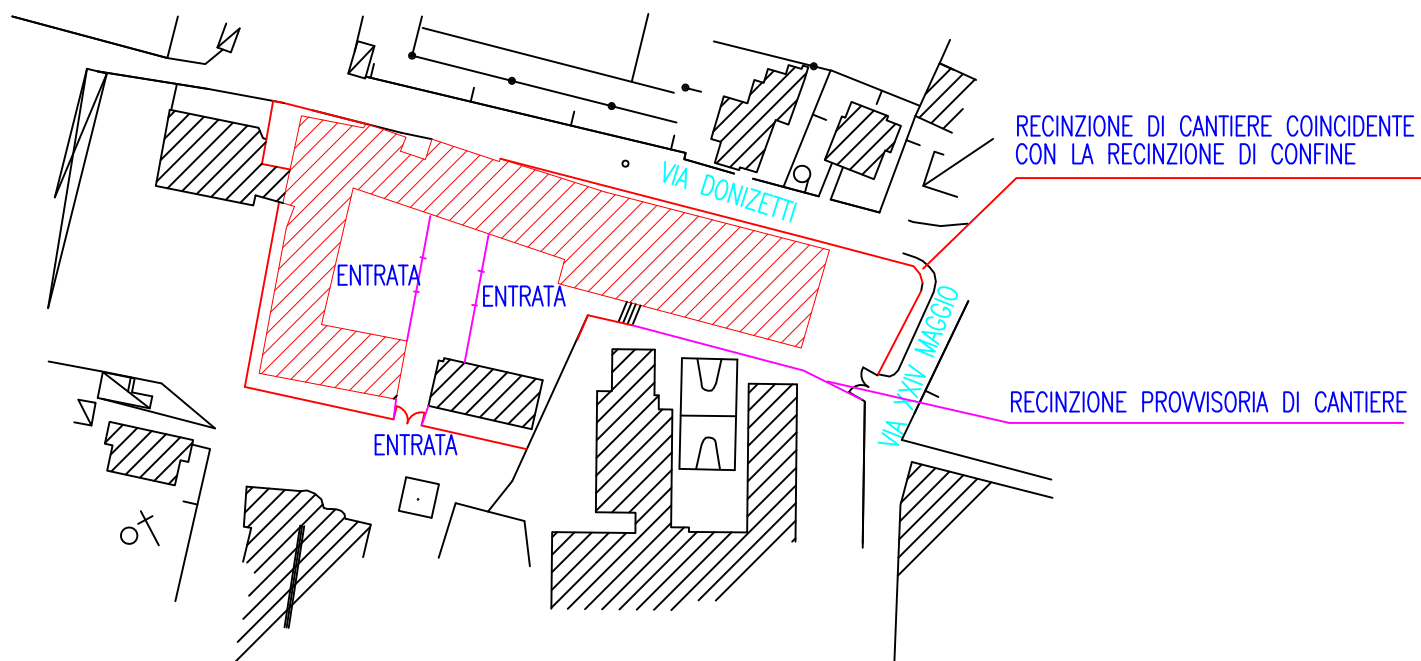 RECINZIONE DI CANTIERE COINCIDENTE
CON LA RECINZIONE DI CONFINE
VIA DONIZETTI
ENTRATA
ENTRATA
VIA XXIV MAGGIO
RECINZIONE PROVVISORIA DI CANTIERE
ENTRATA